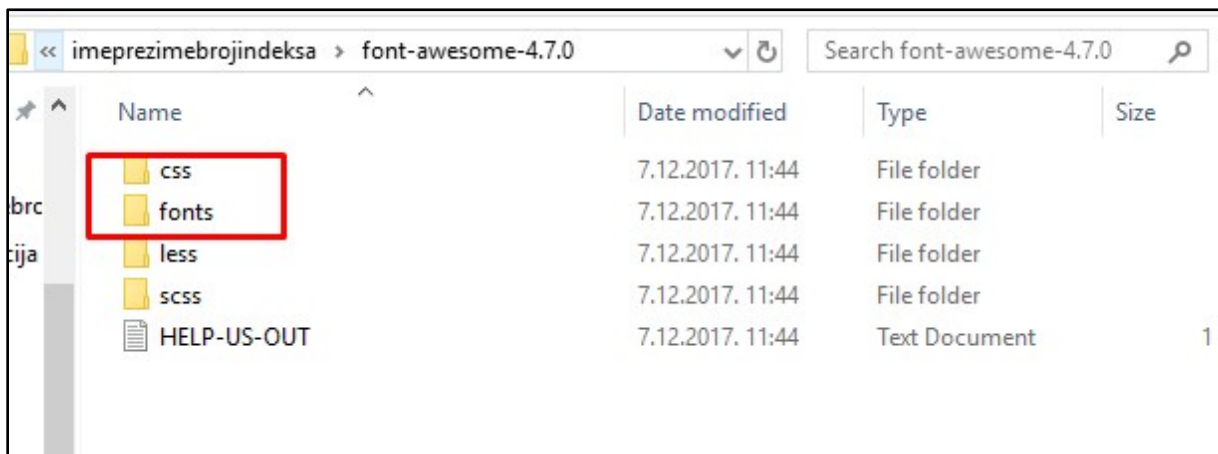 « imeprezimebrojindeksa > font-awesome-4.7.0 Search font-awesome-4.7.0
Name Date modified Type Size
css 7.12.2017. 11:44 File folder
fonts 7.12.2017. 11:44 File folder
less 7.12.2017. 11:44 File folder
scss 7.12.2017. 11:44 File folder
HELP-US-OUT 7.12.2017. 11:44 Text Document 1